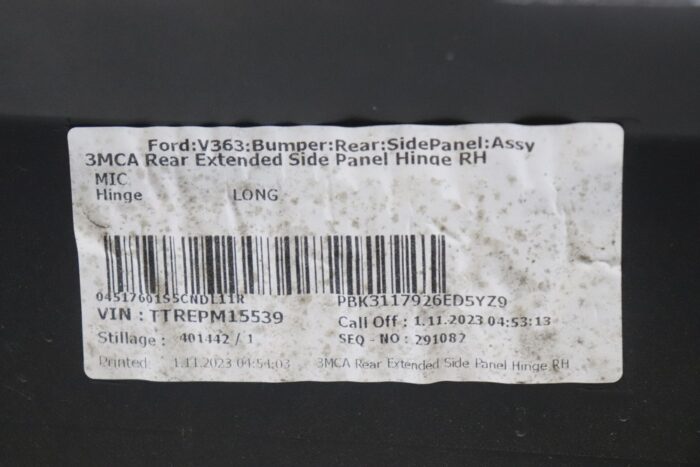 Ford:V363:Bumper:Rear:SidePanel:Assy
3MCA Rear Extended Side Panel Hinge RH
MIC
Hinge LONG
0451760155CNDL1IR PBK3117926ED5YZ9
VIN : TTREPM15539 Call Off : 1.11.2023 04:53:13
Stillage : 401442 / 1 SEQ - NO : 291082
Printed: 1.11.2023 04:54:03 3MCA Rear Extended Side Panel Hinge RH